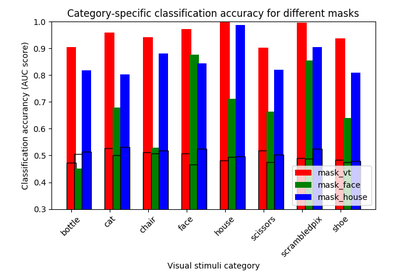 Category-specific classification accuracy for different masks
Classification accurancy (AUC score)
1.0
0.9
0.8
0.7
0.6
0.5
0.4
0.3
mask_vt
mask_face
mask_house
bottle
cat
chair
face
house
scissors
scrambledpix
shoe
Visual stimuli category